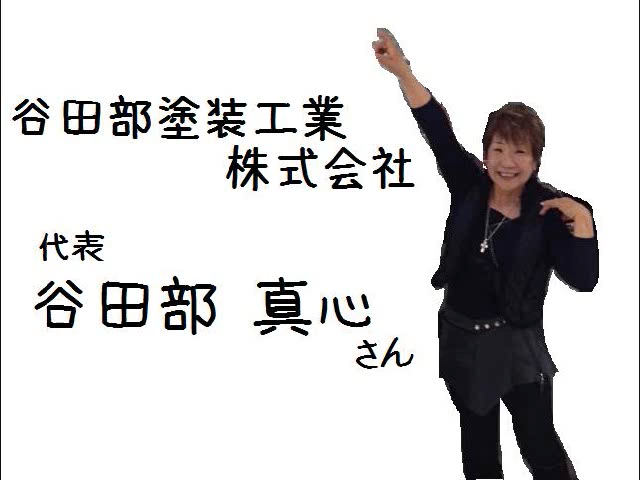 谷田部塗装工業
株式会社
代表
谷田部 真心
さん